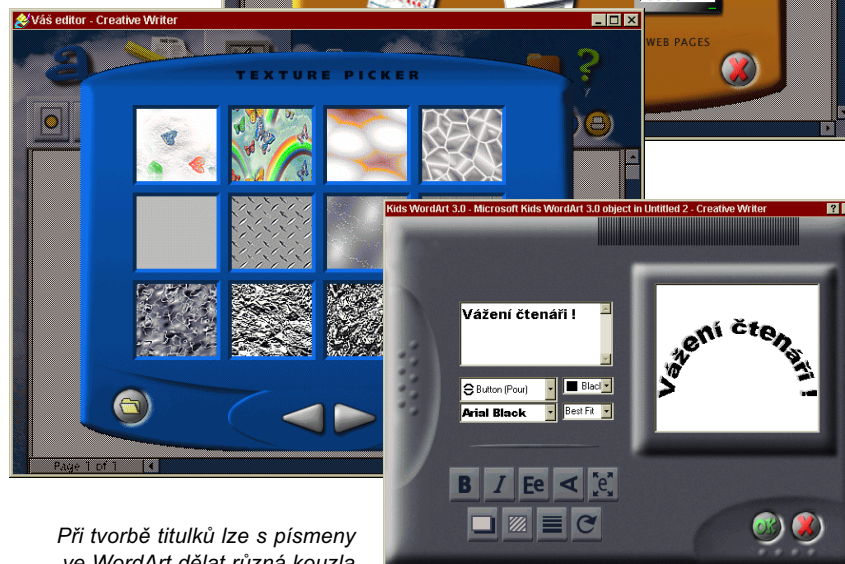 WEB PAGES
Váš editor - Creative Writer
TEXTURE PICKER
Page 1 of 1
Kids WordArt 3.0 - Microsoft Kids WordArt 3.0 object in Untitled 2 - Creative Writer
Vážení čtenáři !
Button (Pour)
Blacl
Arial Black
Best Fit
B I Ee A e
Vážení čtenáři !
OK
Při tvorbě titulků lze s písmeny
ve WordArt dělat různá kouzla